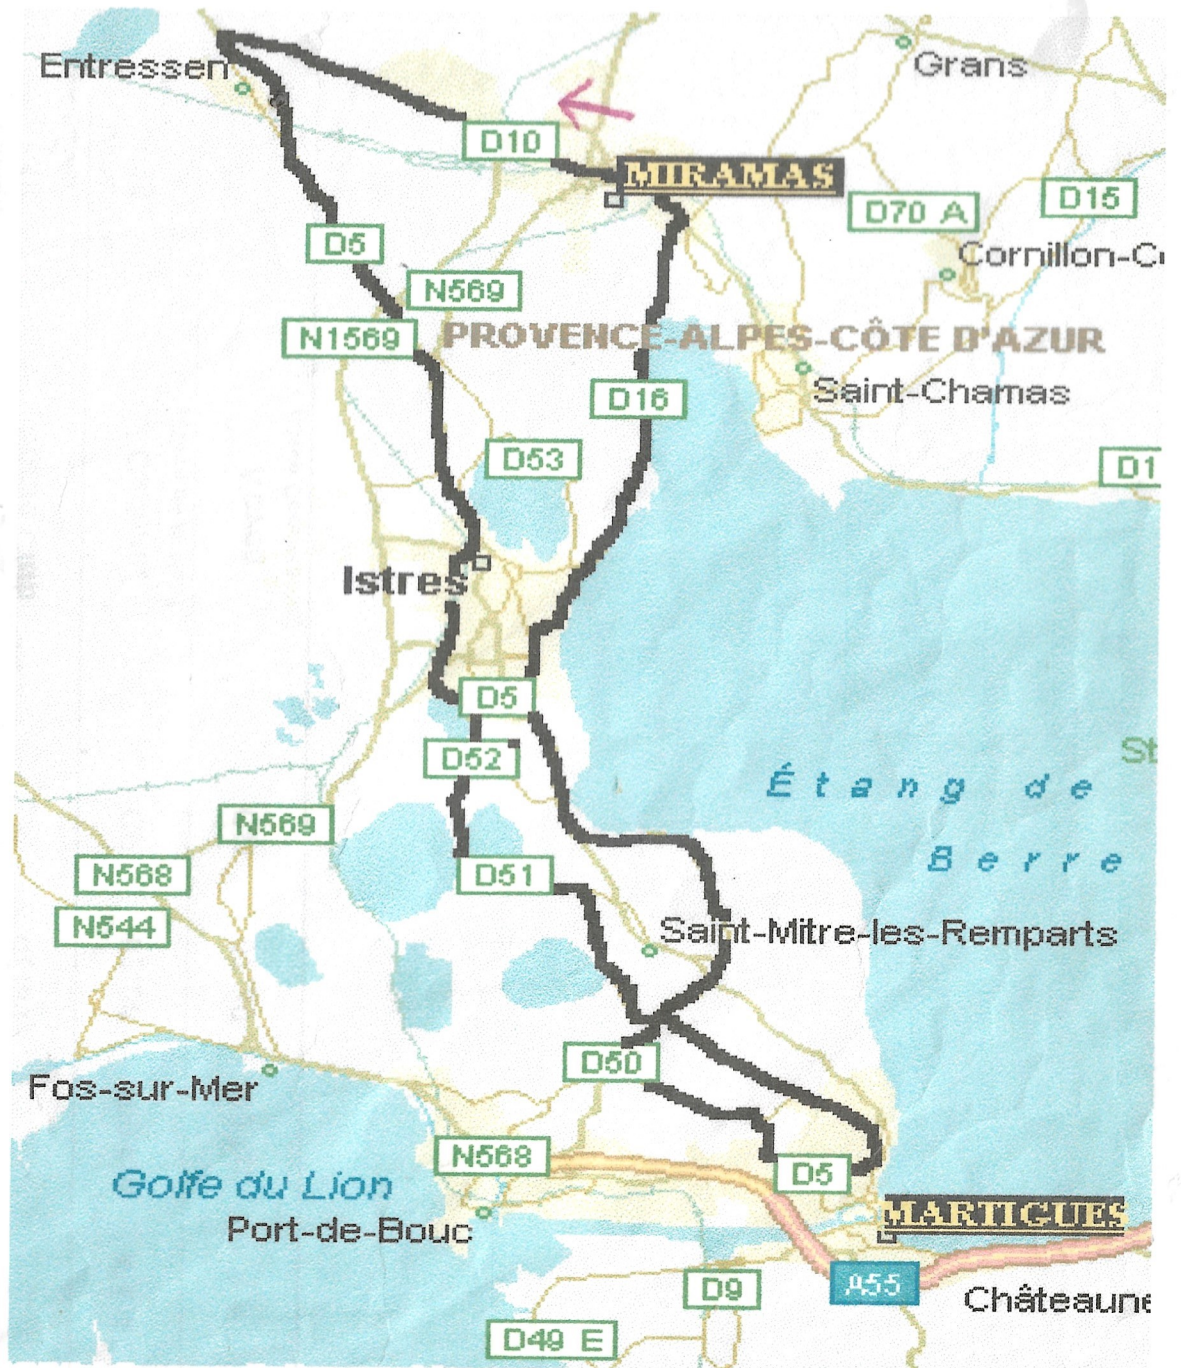 Entressen
Grans
D10
MIRAMAS
D70 A
D15
D5
Cornillon-C
N569
N1569
PROVENCE-ALPES-CÔTE D'AZUR
D16
Saint-Chamas
D53
D1
Istres
D5
D52
St
Étang de
Berre
N569
N568
D51
N544
Saint-Mitre-les-Remparts
D50
Fos-sur-Mer
N568
D5
Golfe du Lion
Port-de-Bouc
MARTIGUES
D9
A55
Châteaune
D49 E